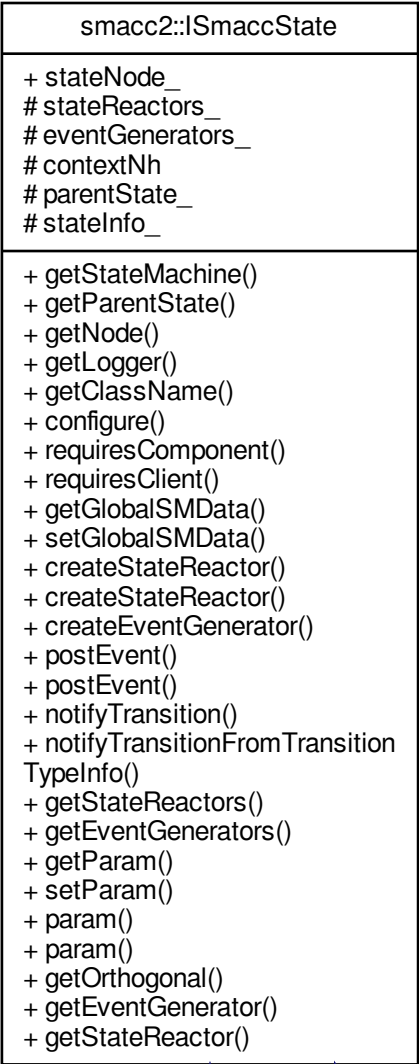 smacc2::ISmaccState
+ stateNode_
# stateReactors_
# eventGenerators_
# contextNh
# parentState_
# stateInfo_
+ getStateMachine()
+ getParentState()
+ getNode()
+ getLogger()
+ getClassName()
+ configure()
+ requiresComponent()
+ requiresClient()
+ getGlobalSMData()
+ setGlobalSMData()
+ createStateReactor()
+ createStateReactor()
+ createEventGenerator()
+ postEvent()
+ postEvent()
+ notifyTransition()
+ notifyTransitionFromTransition
TypeInfo()
+ getStateReactors()
+ getEventGenerators()
+ getParam()
+ setParam()
+ param()
+ param()
+ getOrthogonal()
+ getEventGenerator()
+ getStateReactor()